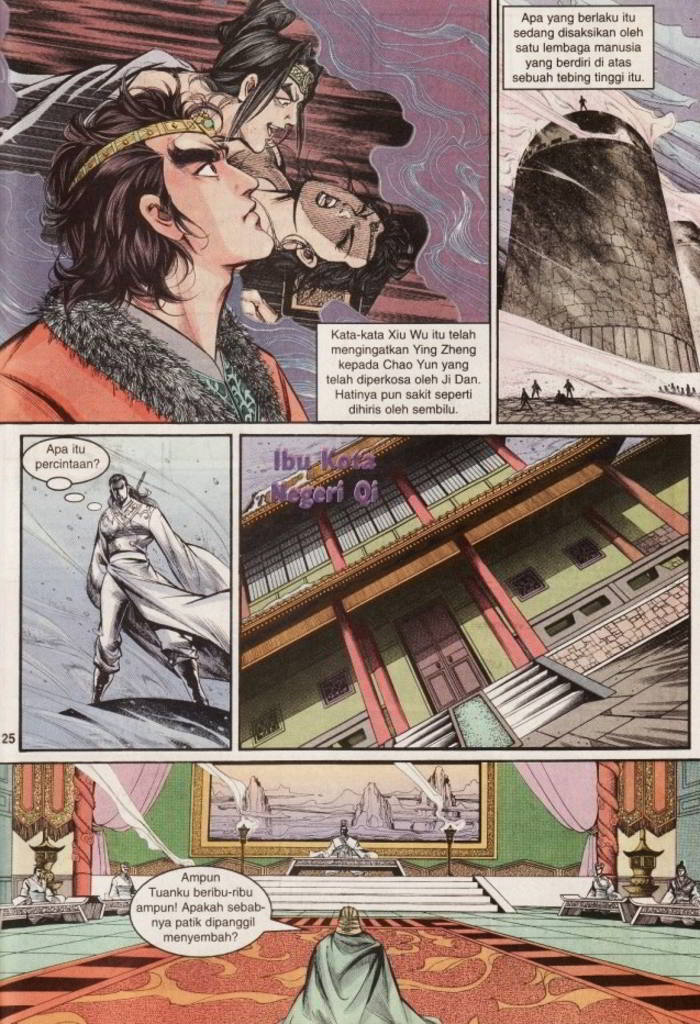 Kata-kata Xiu Wu itu telah
mengingatkan Ying Zheng
kepada Chao Yun yang
telah diperkosa oleh Ji Dan.
Hatinya pun sakit seperti
dihiris oleh sembilu.
Apa yang berlaku itu
sedang disaksikan oleh
satu lembaga manusia
yang berdiri di atas
sebuah tebing tinggi itu.
Apa itu
percintaan?
Ibu Kota
Negeri Qi
25
Ampun
Tuanku beribu-ribu
ampun! Apakah sebab-
nya patik dipanggil
menyembah?